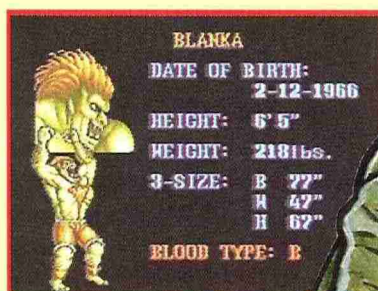 BLANKA
DATE OF BIRTH:
2-12-1966
HEIGHT: 6'5"
WEIGHT: 218lbs.
3-SIZE: B 77"
W 47"
H 67"
BLOOD TYPE: B